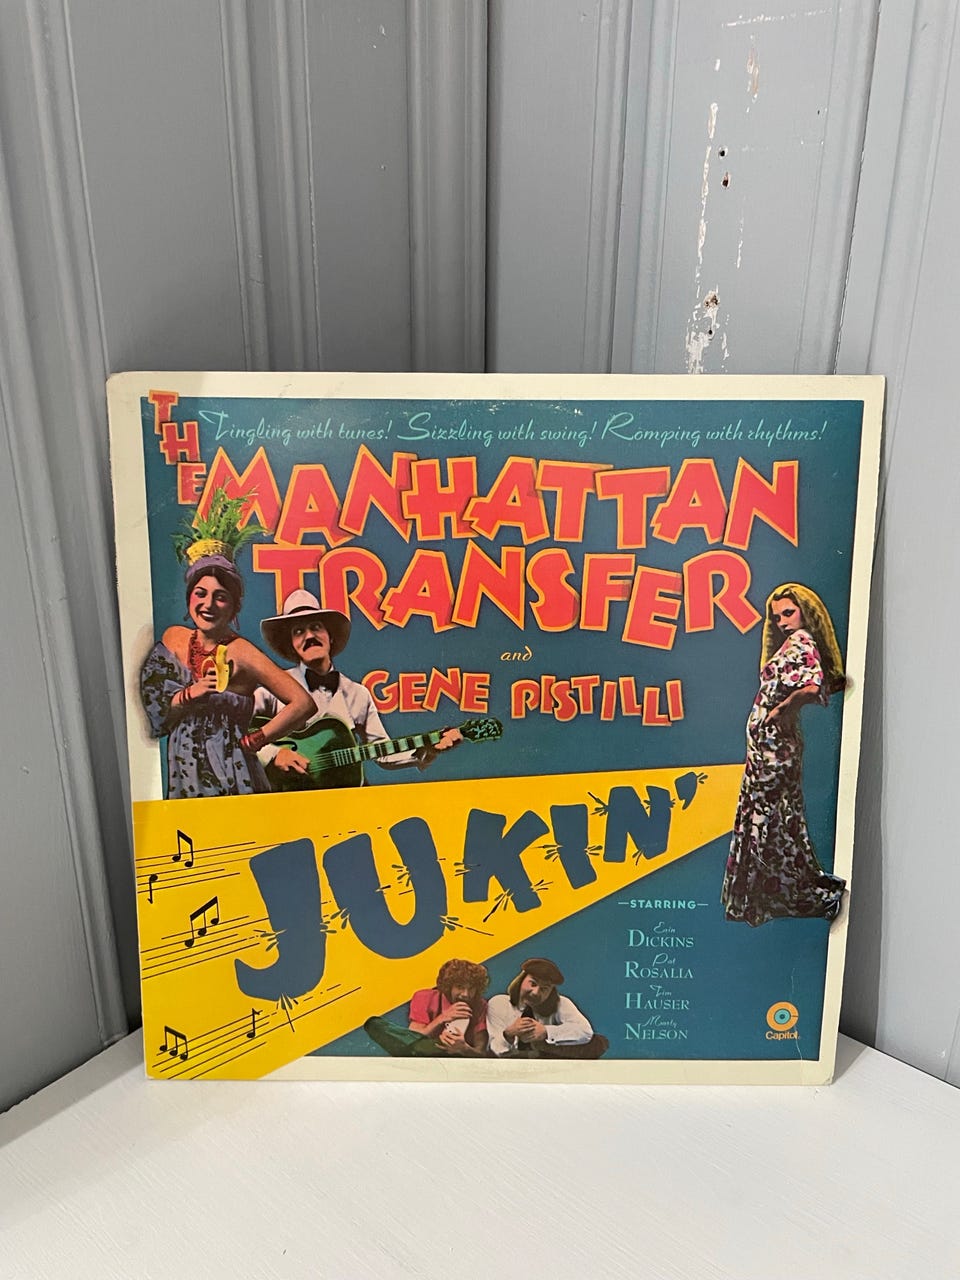 Tingling with tunes! Sizzling with swing! Romping with rhythms!
THE
MANHATTAN
TRANSFER
and
GENE PISTILLI
JUKIN'
—STARRING—
Erin
DICKINS
Pat
ROSALIA
Tim
HAUSER
Marty
NELSON
Capitol